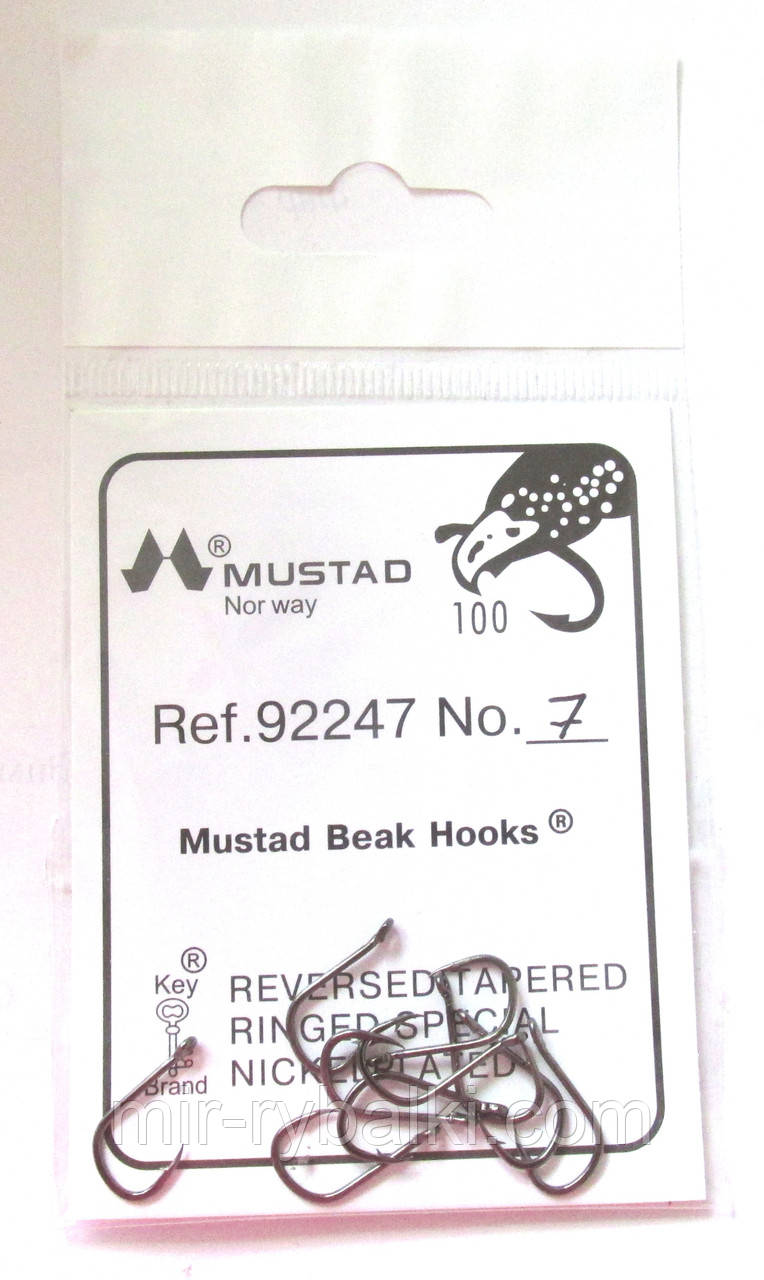 ® MUSTAD
Nor way
100
Ref.92247 No. 7
Mustad Beak Hooks®
®
Key
Brand
REVERSED TAPERED
RINGED SPECIAL
NICKEL PLATED
mir-rybalki.com